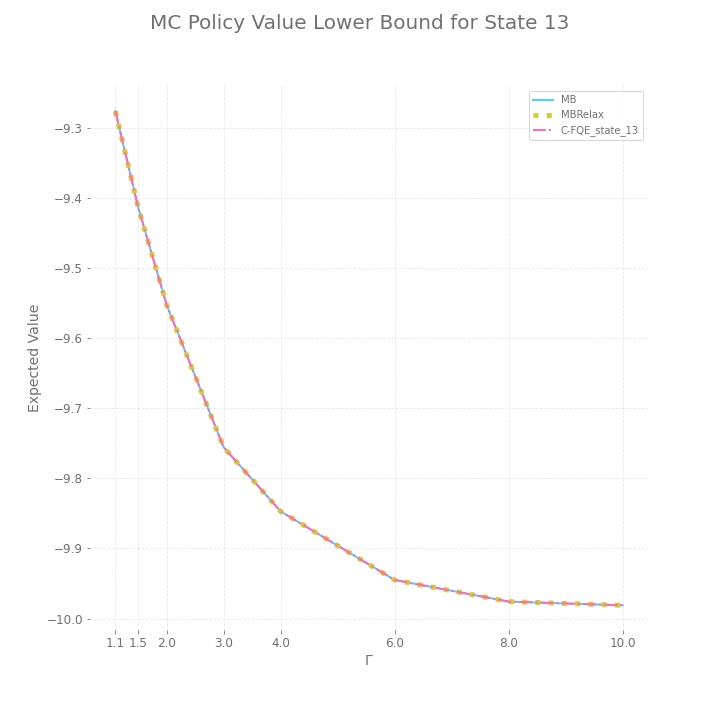 MC Policy Value Lower Bound for State 13
MB
MBRelax
C-FQE_state_13
Expected Value
−9.3
−9.4
−9.5
−9.6
−9.7
−9.8
−9.9
−10.0
1.1 1.5 2.0 3.0 4.0 6.0 8.0 10.0
Γ